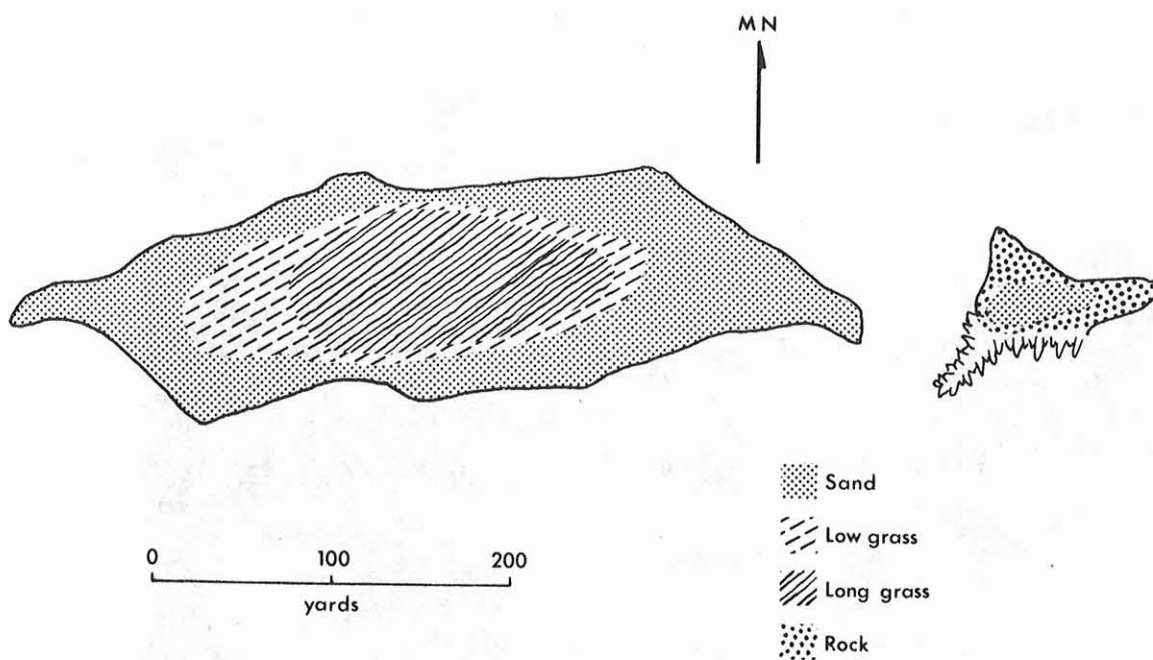 MN
Sand
Low grass
Long grass
Rock
0 100 200
yards